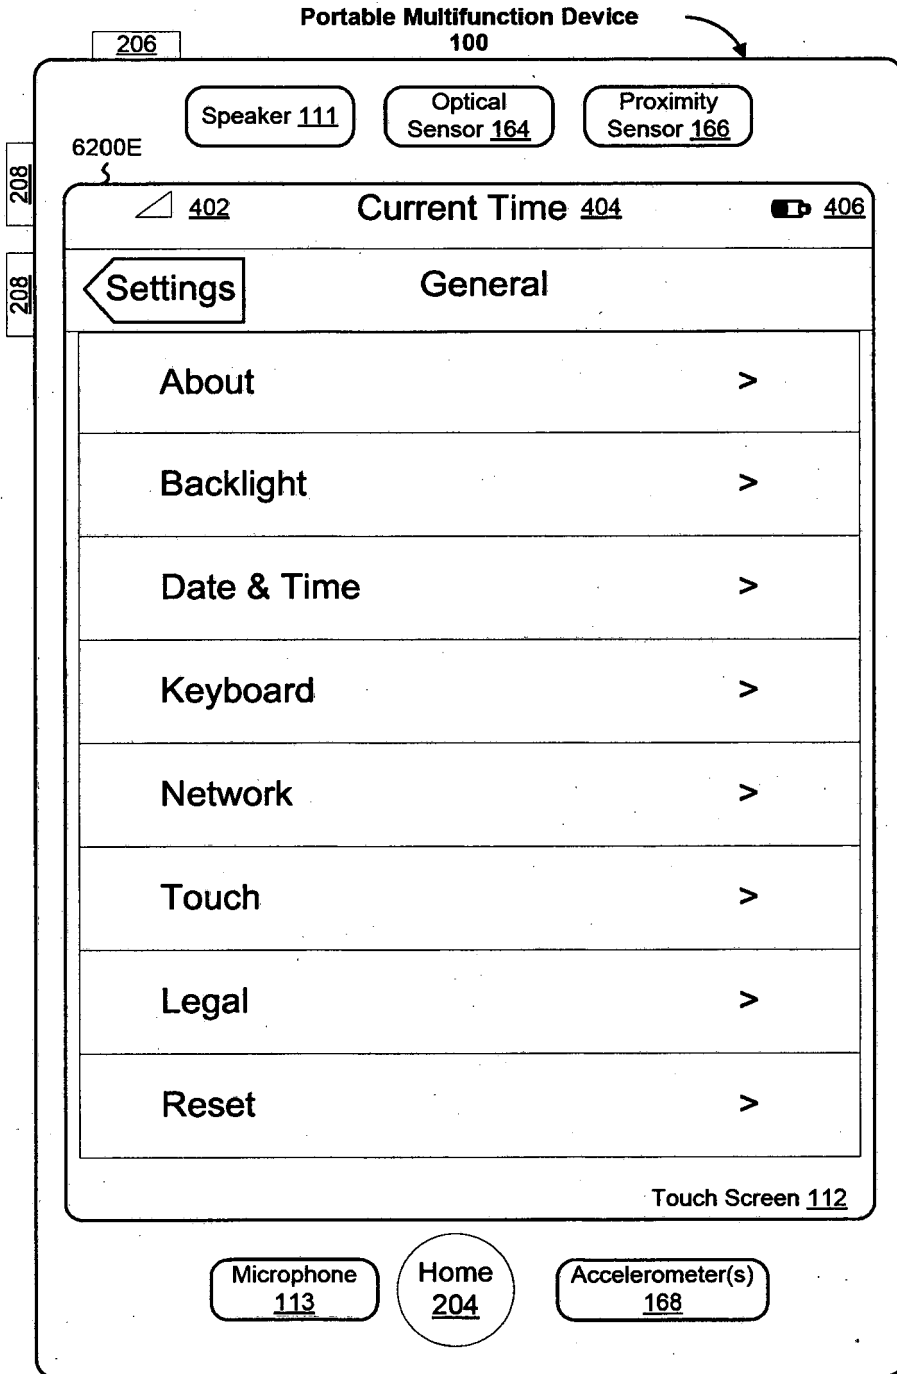 Portable Multifunction Device
100
206
Speaker 111
Optical
Sensor 164
Proximity
Sensor 166
6200E
208
208
402
Current Time 404
406
Settings
General
About >
Backlight >
Date & Time >
Keyboard >
Network >
Touch >
Legal >
Reset >
Touch Screen 112
Microphone
113
Home
204
Accelerometer(s)
168